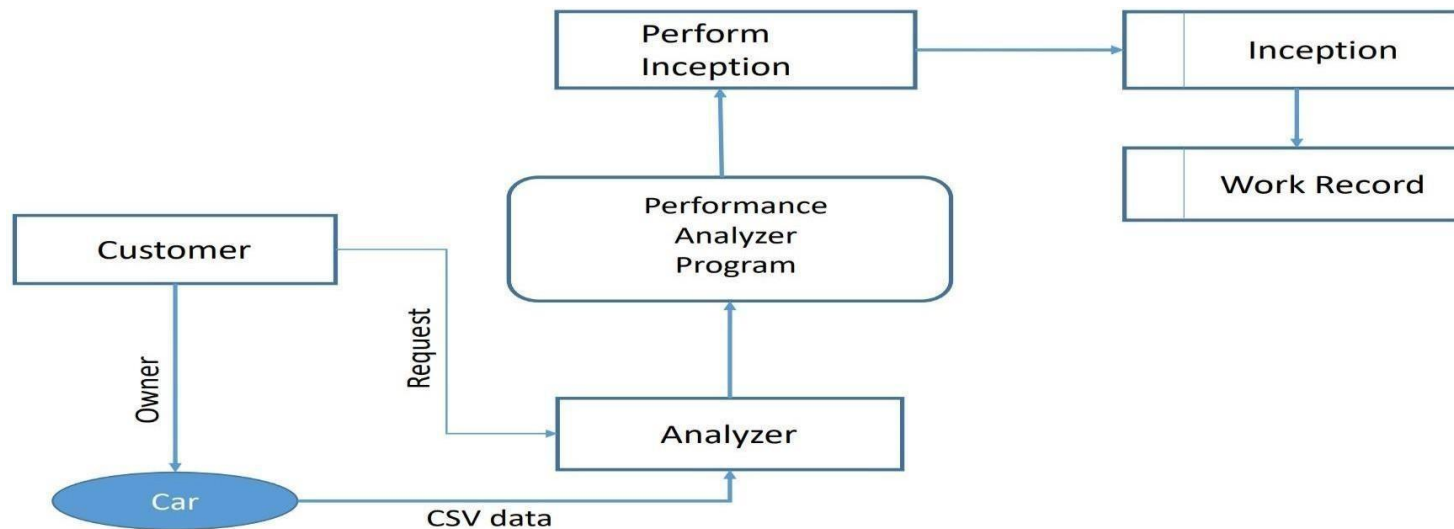 Perform
Inception
Inception
Work Record
Performance
Analyzer
Program
Customer
Owner
Request
Analyzer
Car
CSV data